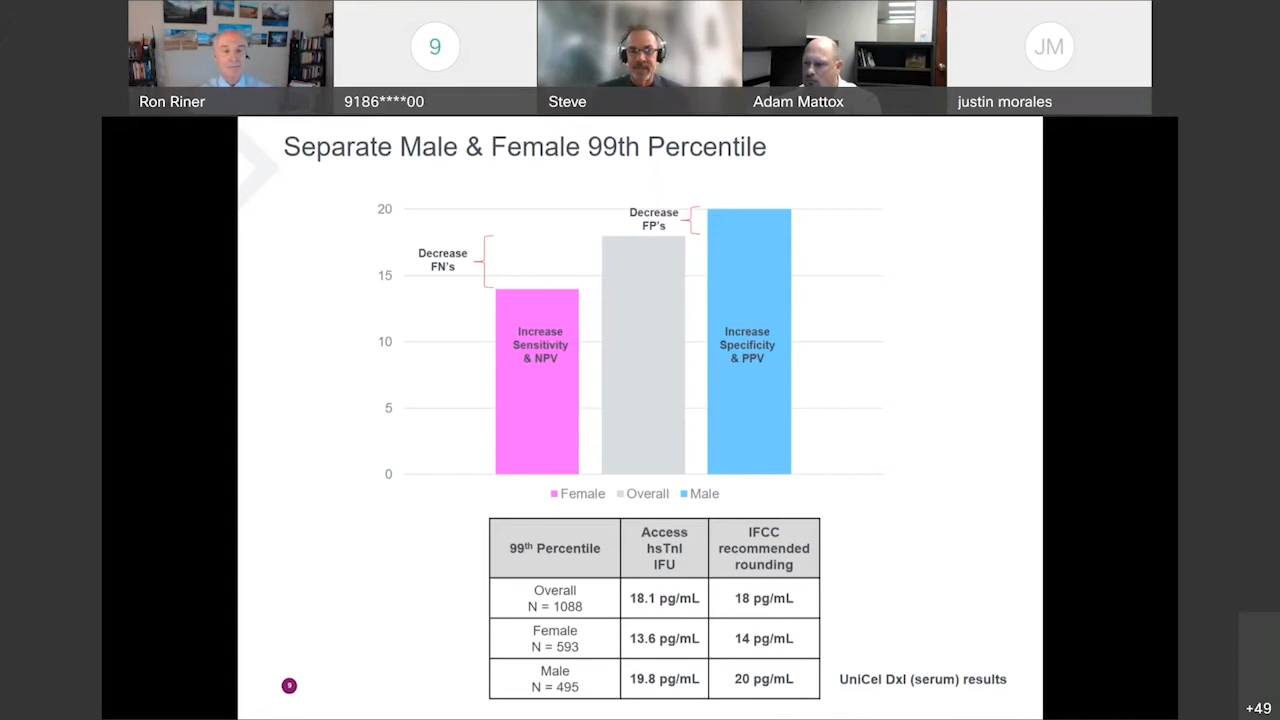 9
JM
Ron Riner
9186****00
Steve
Adam Mattox
justin morales
Separate Male & Female 99th Percentile
20
15
10
5
0
Decrease
FN's
Decrease
FP's
Increase
Sensitivity
& NPV
Increase
Specificity
& PPV
Female
Overall
Male
99th Percentile
Access
hsTnI
IFU
IFCC
recommended
rounding
Overall
N = 1088
18.1 pg/mL
18 pg/mL
Female
N = 593
13.6 pg/mL
14 pg/mL
Male
N = 495
19.8 pg/mL
20 pg/mL
UniCel DxI (serum) results
9
+49